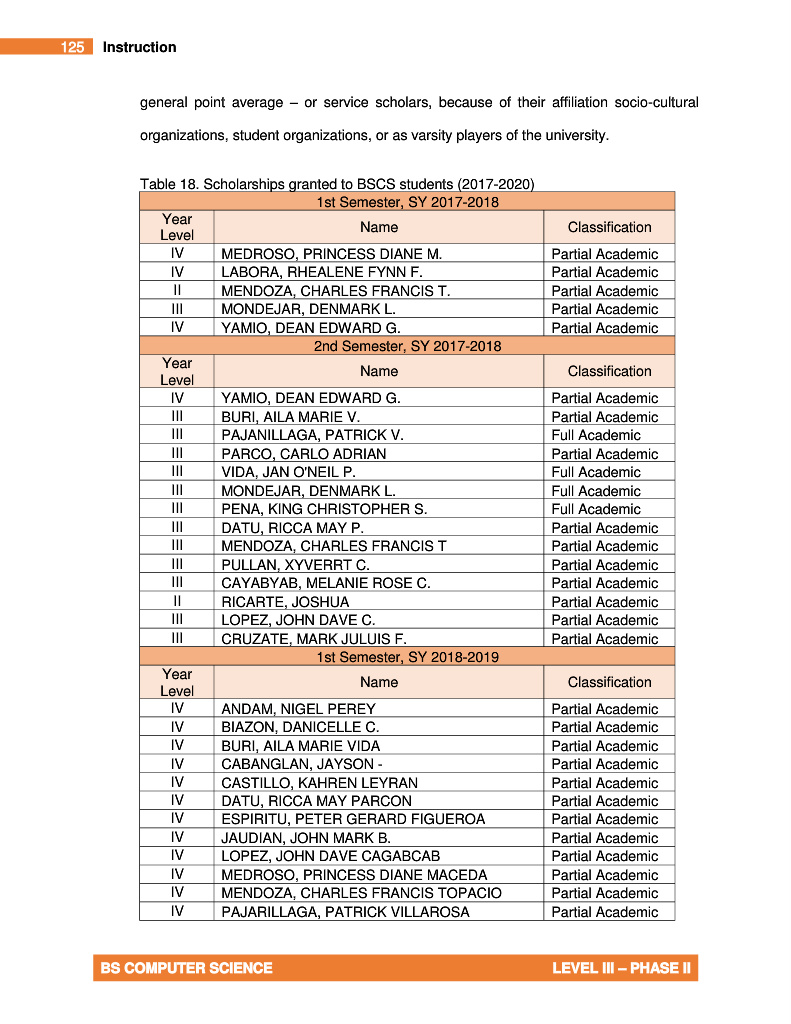 125 Instruction
general point average – or service scholars, because of their affiliation socio-cultural
organizations, student organizations, or as varsity players of the university.
Table 18. Scholarships granted to BSCS students (2017-2020)
1st Semester, SY 2017-2018
Year Level Name Classification
IV MEDROSO, PRINCESS DIANE M. Partial Academic
IV LABORA, RHEALENE FYNN F. Partial Academic
II MENDOZA, CHARLES FRANCIS T. Partial Academic
III MONDEJAR, DENMARK L. Partial Academic
IV YAMIO, DEAN EDWARD G. Partial Academic
2nd Semester, SY 2017-2018
Year Level Name Classification
IV YAMIO, DEAN EDWARD G. Partial Academic
III BURI, AILA MARIE V. Partial Academic
III PAJANILLAGA, PATRICK V. Full Academic
III PARCO, CARLO ADRIAN Partial Academic
III VIDA, JAN O'NEIL P. Full Academic
III MONDEJAR, DENMARK L. Full Academic
III PENA, KING CHRISTOPHER S. Full Academic
III DATU, RICCA MAY P. Partial Academic
III MENDOZA, CHARLES FRANCIS T Partial Academic
III PULLAN, XYVERRT C. Partial Academic
III CAYABYAB, MELANIE ROSE C. Partial Academic
II RICARTE, JOSHUA Partial Academic
III LOPEZ, JOHN DAVE C. Partial Academic
III CRUZATE, MARK JULUIS F. Partial Academic
1st Semester, SY 2018-2019
Year Level Name Classification
IV ANDAM, NIGEL PEREY Partial Academic
IV BIAZON, DANICELLE C. Partial Academic
IV BURI, AILA MARIE VIDA Partial Academic
IV CABANGLAN, JAYSON - Partial Academic
IV CASTILLO, KAHREN LEYRAN Partial Academic
IV DATU, RICCA MAY PARCON Partial Academic
IV ESPIRITU, PETER GERARD FIGUEROA Partial Academic
IV JAUDIAN, JOHN MARK B. Partial Academic
IV LOPEZ, JOHN DAVE CAGABCAB Partial Academic
IV MEDROSO, PRINCESS DIANE MACEDA Partial Academic
IV MENDOZA, CHARLES FRANCIS TOPACIO Partial Academic
IV PAJARILLAGA, PATRICK VILLAROSA Partial Academic
BS COMPUTER SCIENCE LEVEL III – PHASE II